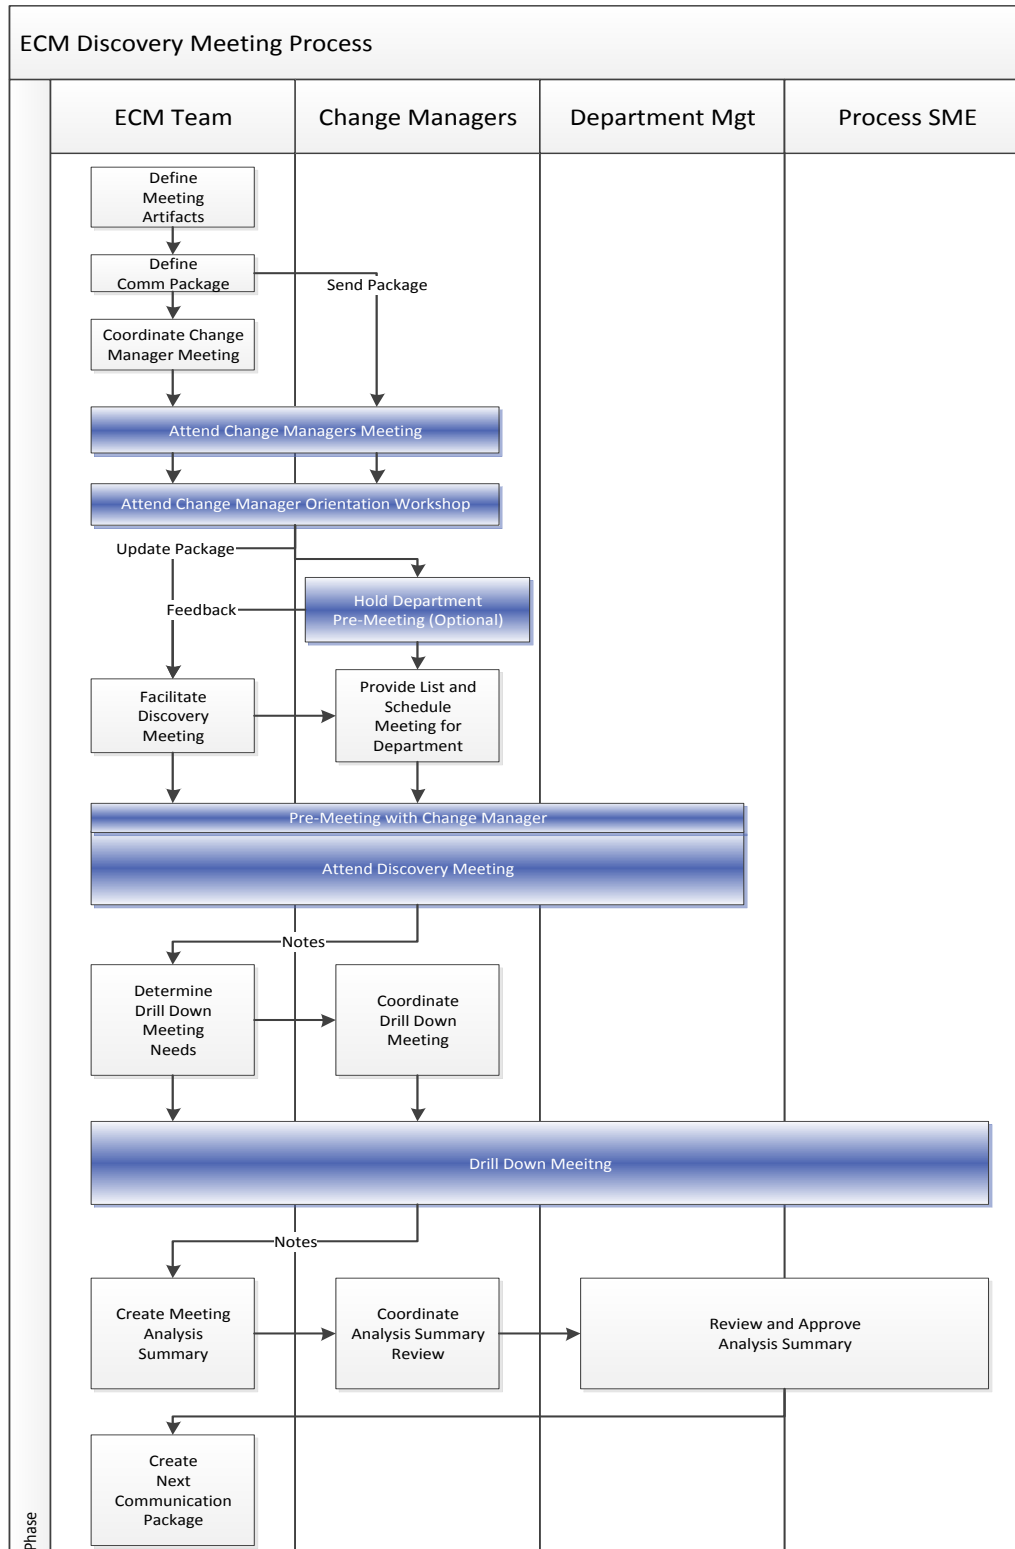 ECM Discovery Meeting Process
ECM Team
Change Managers
Department Mgt
Process SME
Define
Meeting
Artifacts
Define
Comm Package
Send Package
Coordinate Change
Manager Meeting
Attend Change Managers Meeting
Attend Change Manager Orientation Workshop
Update Package
Hold Department
Pre-Meeting (Optional)
Feedback
Facilitate
Discovery
Meeting
Provide List and
Schedule
Meeting for
Department
Pre-Meeting with Change Manager
Attend Discovery Meeting
Notes
Determine
Drill Down
Meeting
Needs
Coordinate
Drill Down
Meeting
Drill Down Meeitng
Notes
Create Meeting
Analysis
Summary
Coordinate
Analysis Summary
Review
Review and Approve
Analysis Summary
Create
Next
Communication
Package
Phase